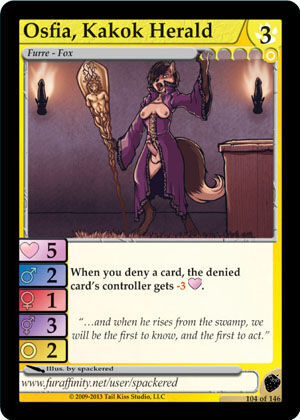 Osfia, Kakok Herald
3
Furre - Fox
5
2
1
3
2
When you deny a card, the denied
card's controller gets -3 .
"…and when he rises from the swamp, we
will be the first to know, and the first to act."
Illus. by spackered
www.furaffinity.net/user/spackered
104 of 146
©2009-2013 Tail Kiss Studio, LLC